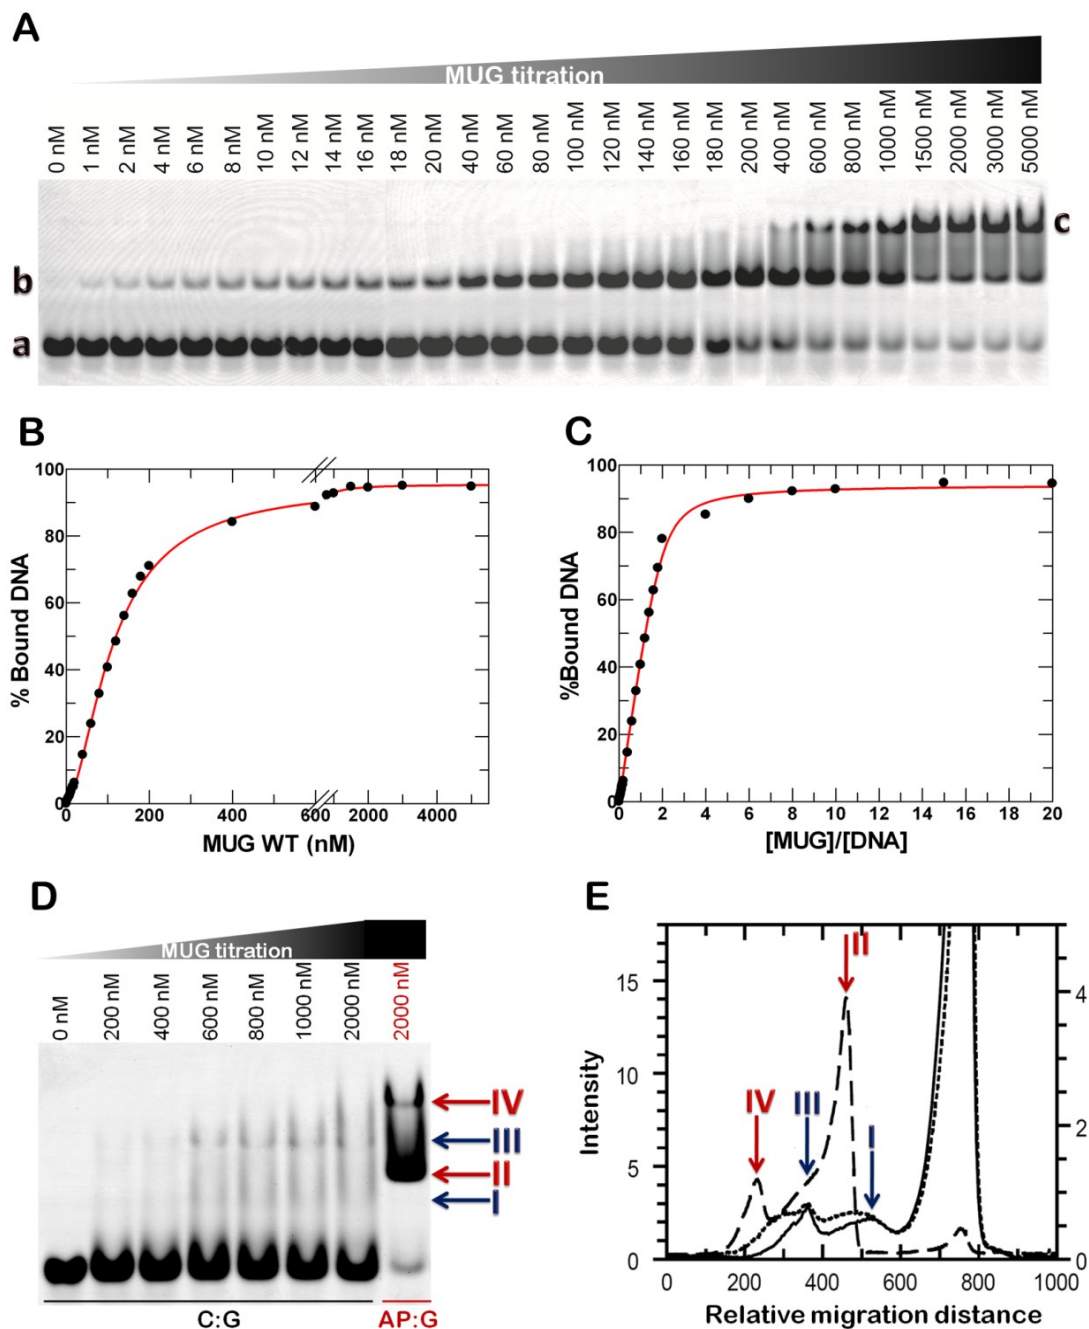 A
MUG titration
0 nM 1 nM 2 nM 4 nM 6 nM 8 nM 10 nM 12 nM 14 nM 16 nM 18 nM 20 nM 40 nM 60 nM 80 nM 100 nM 120 nM 140 nM 160 nM 180 nM 200 nM 400 nM 600 nM 800 nM 1000 nM 1500 nM 2000 nM 3000 nM 5000 nM
c
b
a
B
100
80
60
40
20
0
0 200 400 600 2000 4000
% Bound DNA
MUG WT (nM)
C
100
80
60
40
20
0
0 2 4 6 8 10 12 14 16 18 20
%Bound DNA
[MUG]/[DNA]
D
MUG titration
0 nM 200 nM 400 nM 600 nM 800 nM 1000 nM 2000 nM 2000 nM
IV
III
II
I
C:G AP:G
E
15
10
5
0
4
2
0
Intensity
II
IV III I
0 200 400 600 800 1000
Relative migration distance